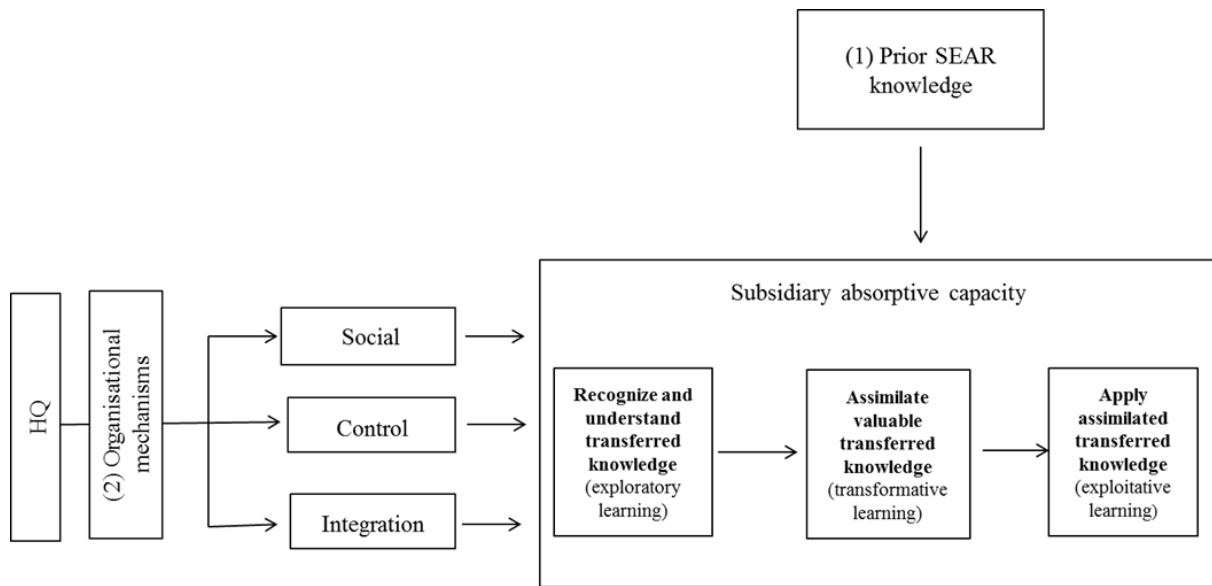 (1) Prior SEAR
knowledge
Subsidiary absorptive capacity
HQ
(2) Organisational
mechanisms
Social
Control
Integration
Recognize and
understand
transferred
knowledge
(exploratory
learning)
Assimilate
valuable
transferred
knowledge
(transformative
learning)
Apply
assimilated
transferred
knowledge
(exploitative
learning)